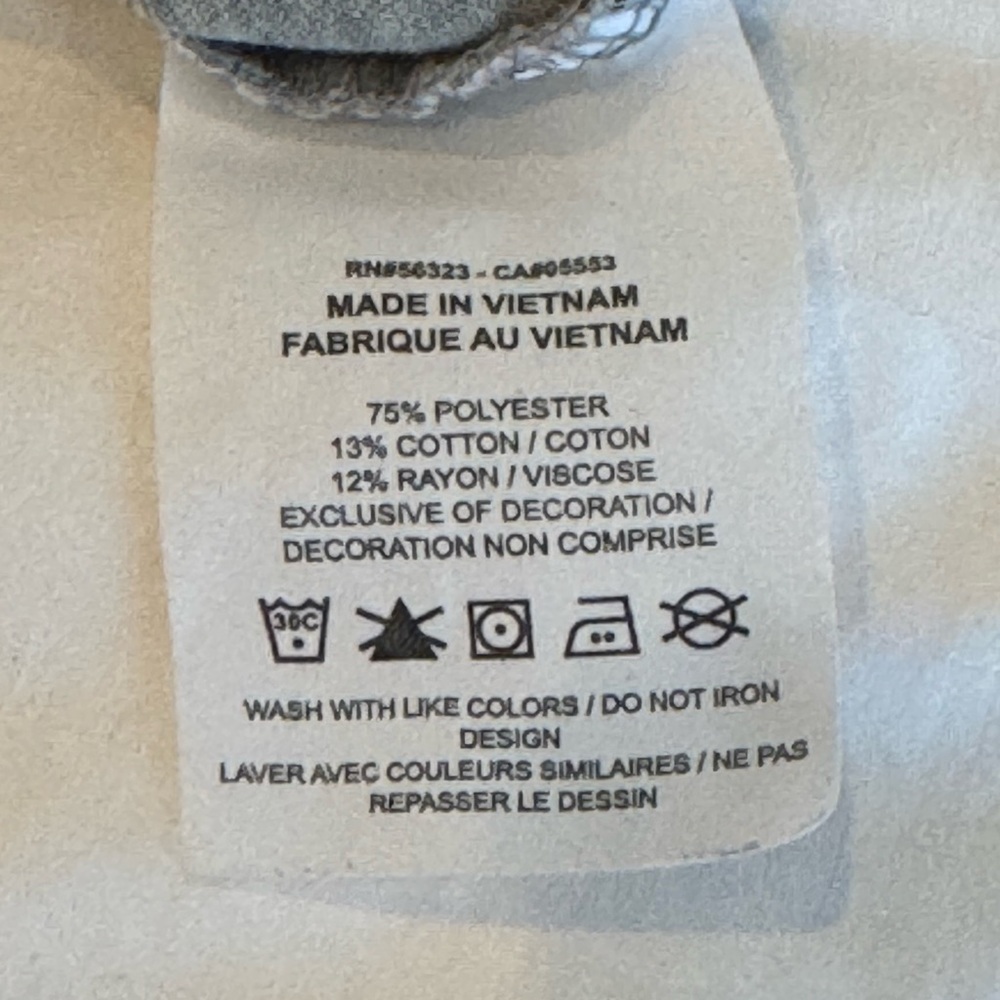 RN#56323 - CA#05553
MADE IN VIETNAM
FABRIQUE AU VIETNAM
75% POLYESTER
13% COTTON / COTON
12% RAYON / VISCOSE
EXCLUSIVE OF DECORATION /
DECORATION NON COMPRISE
30C
WASH WITH LIKE COLORS / DO NOT IRON
DESIGN
LAVER AVEC COULEURS SIMILAIRES / NE PAS
REPASSER LE DESSIN